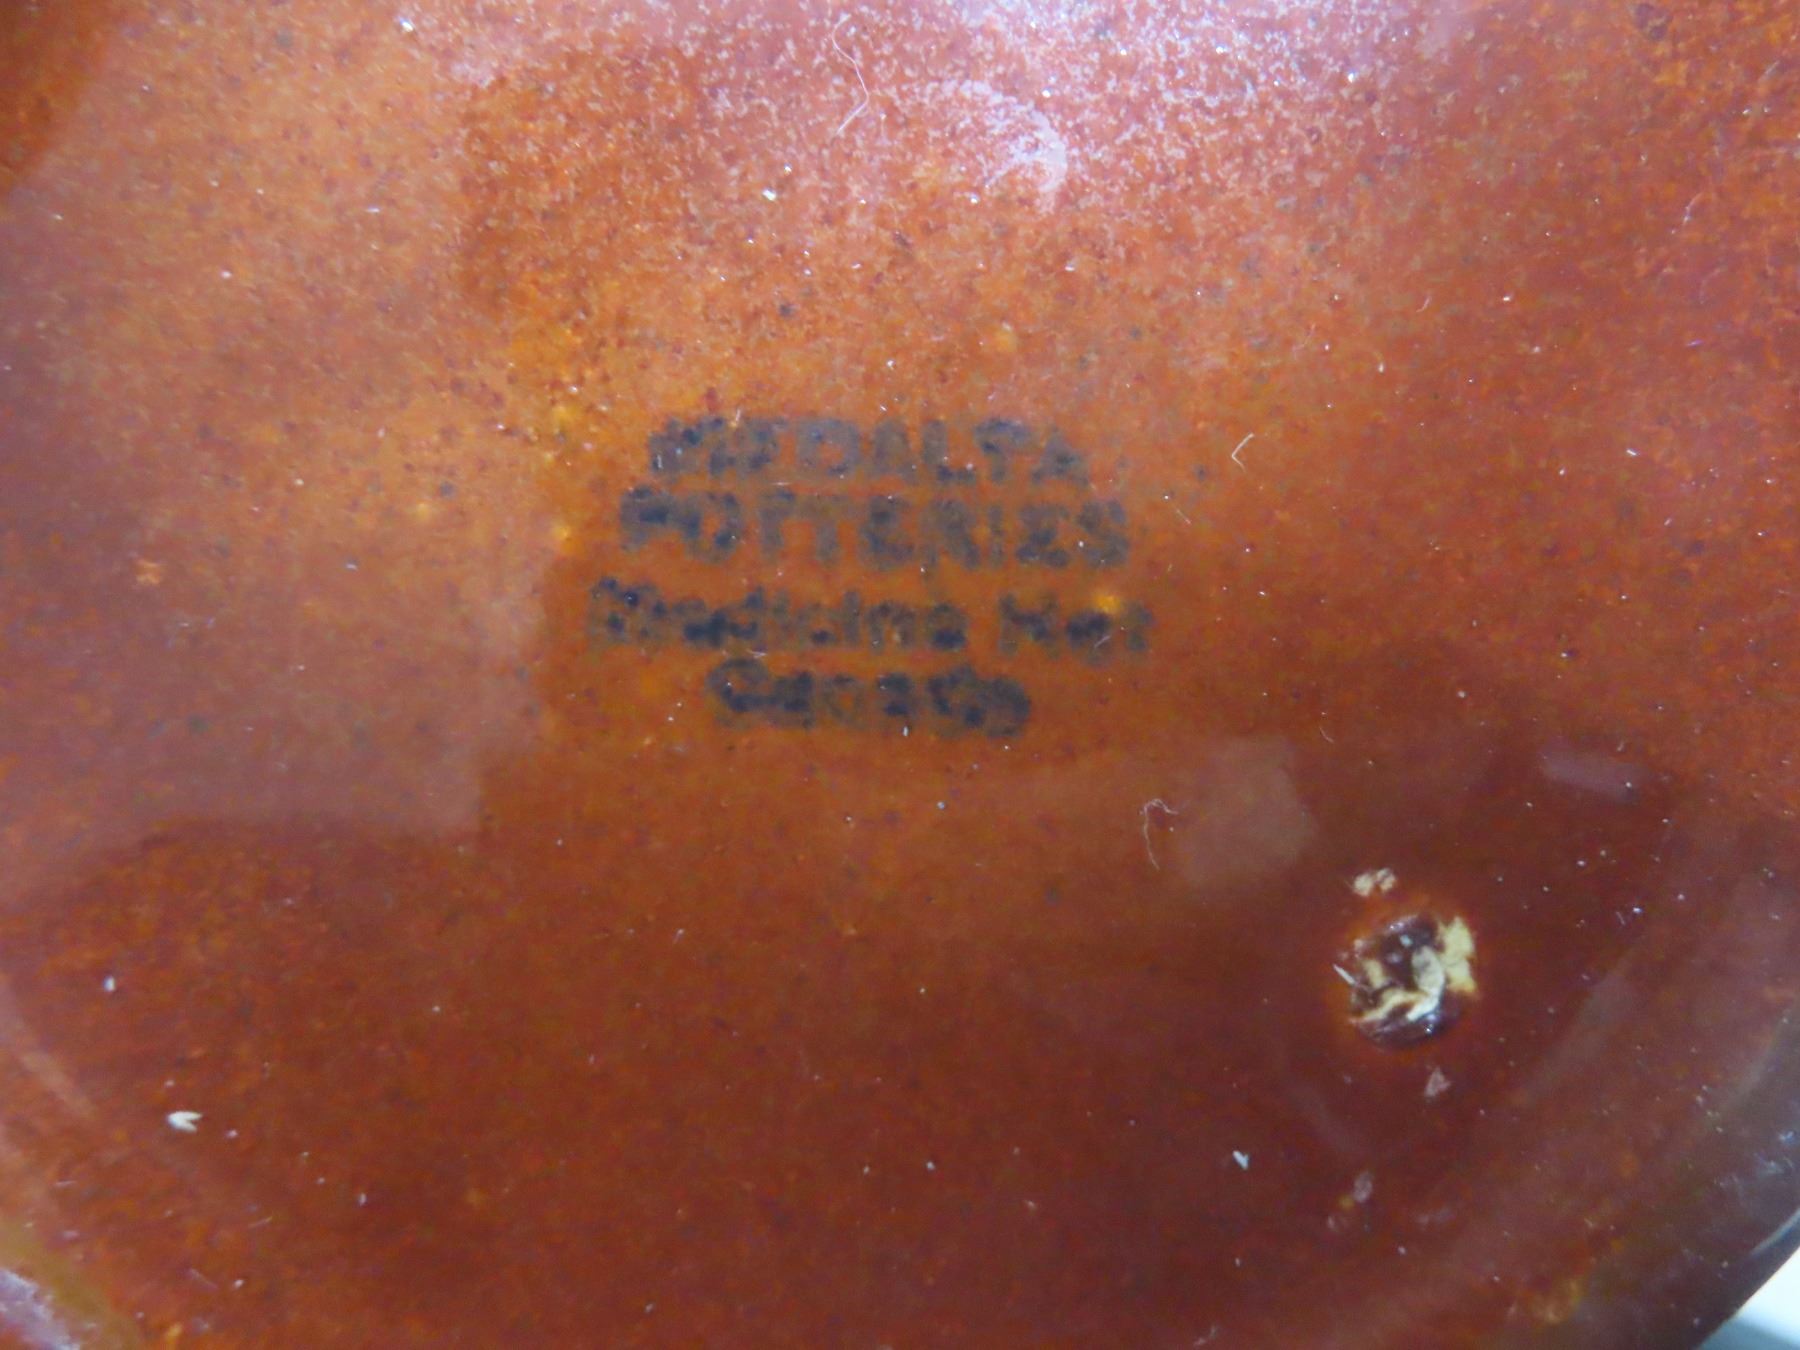 MEDALTA
POTTERIES
Medicine Hat
Canada